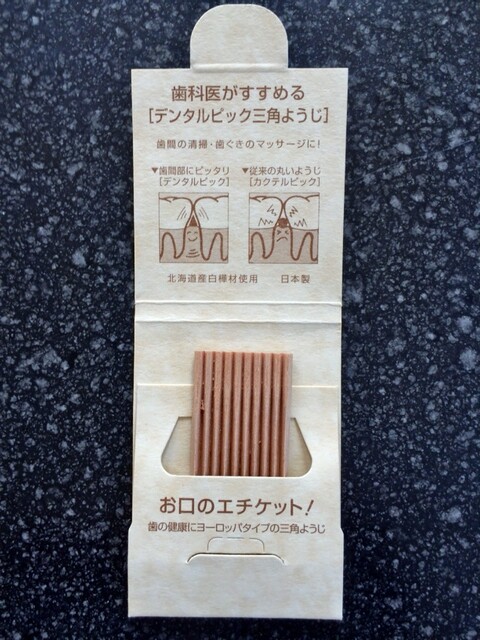 歯科医がすすめる
[デンタルピック三角ようじ]
歯間の清掃・歯ぐきのマッサージに!
▼歯間部にピッタリ ▼従来の丸いようじ
[デンタルピック] [カクテルピック]
北海道産白樺材使用 日本製
お口のエチケット!
歯の健康にヨーロッパタイプの三角ようじ